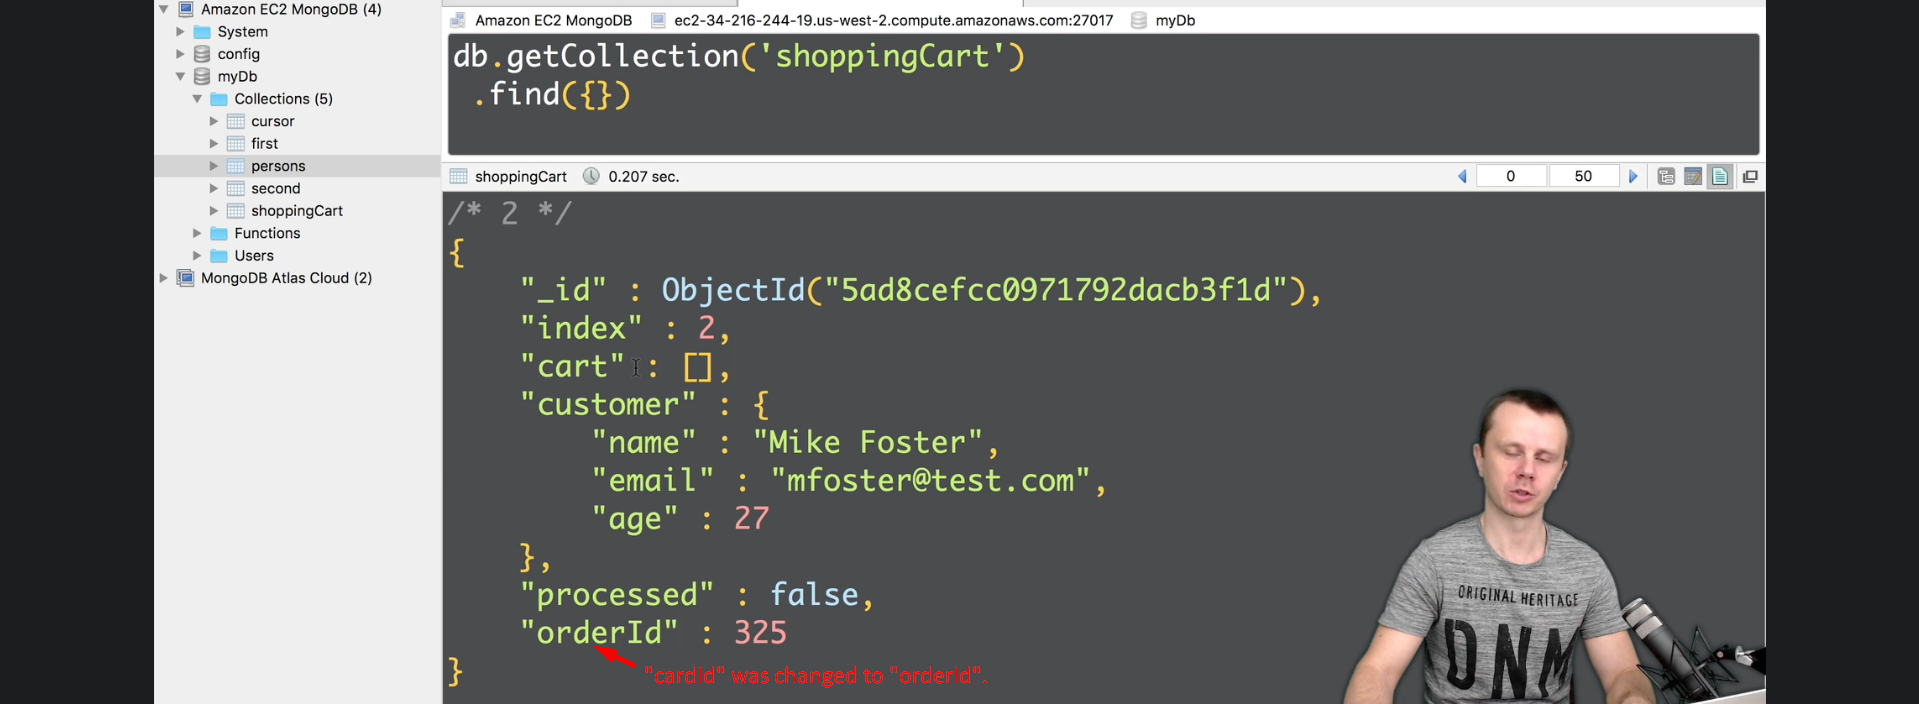 Amazon EC2 MongoDB (4)
System
config
myDb
Collections (5)
cursor
first
persons
second
shoppingCart
Functions
Users
MongoDB Atlas Cloud (2)
Amazon EC2 MongoDB ec2-34-216-244-19.us-west-2.compute.amazonaws.com:27017 myDb
db.getCollection('shoppingCart')
.find({})
shoppingCart 0.207 sec. 0 50
/* 2 */
{
"_id" : ObjectId("5ad8cefcc0971792dacb3f1d"),
"index" : 2,
"cart" : [],
"customer" : {
"name" : "Mike Foster",
"email" : "mfoster@test.com",
"age" : 27
},
"processed" : false,
"orderId" : 325
}
"cardId" was changed to "orderId".
ORIGINAL HERITAGE
DNM